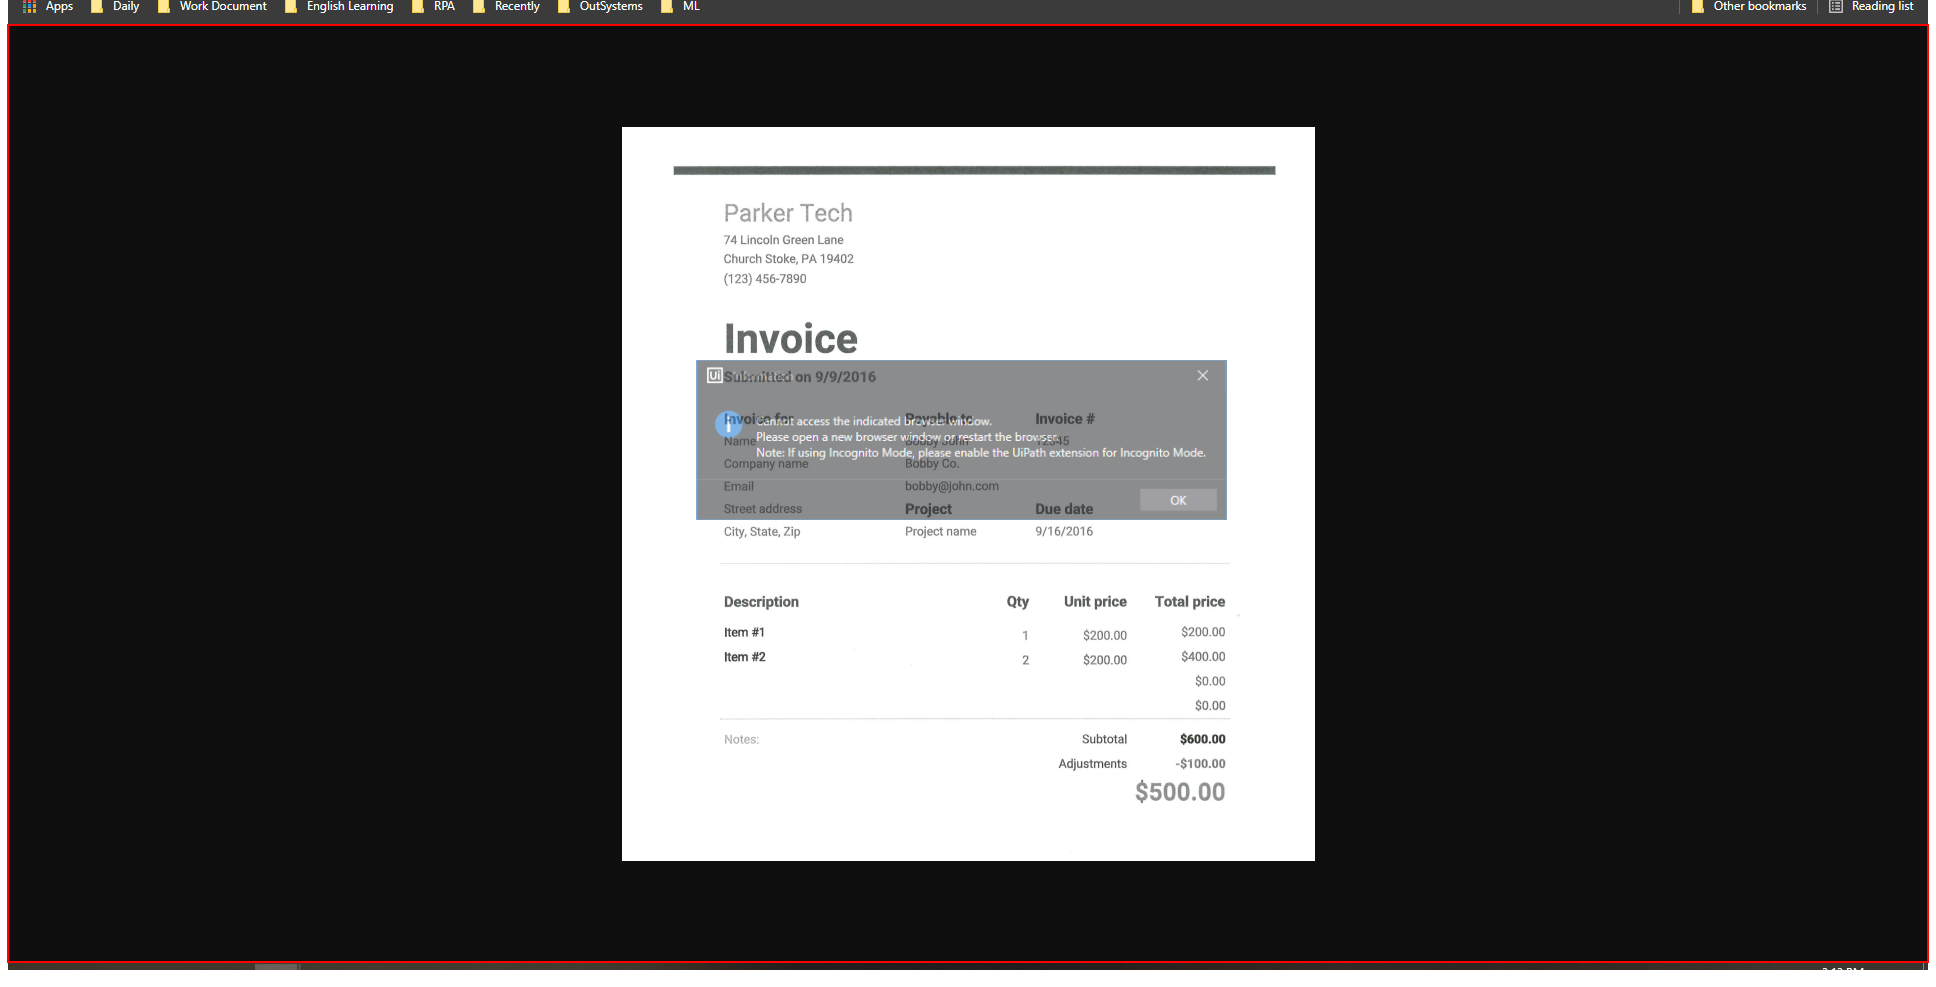 Apps Daily Work Document English Learning RPA Recently OutSystems ML Other bookmarks Reading list
Parker Tech
74 Lincoln Green Lane
Church Stoke, PA 19402
(123) 456-7890
Invoice
Ui Submitted on 9/9/2016
Invoice for Payable to Invoice #
Cannot access the indicated browser window.
Please open a new browser window or restart the browser.
Name Bobby John 12345
Note: If using Incognito Mode, please enable the UiPath extension for Incognito Mode.
Company name Bobby Co.
Email bobby@john.com
OK
Street address Project Due date
City, State, Zip Project name 9/16/2016
Description Qty Unit price Total price
Item #1 1 $200.00 $200.00
Item #2 2 $200.00 $400.00
$0.00
$0.00
Notes: Subtotal $600.00
Adjustments -$100.00
$500.00